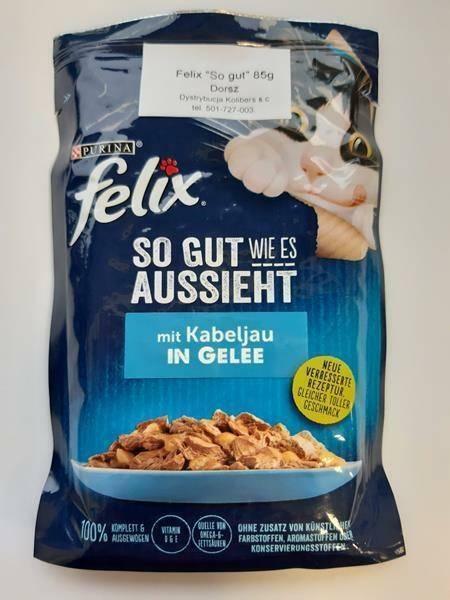 Felix "So gut" 85g
Dorsz
Dystrybucja Kolibers s c
tel. 501-727-003
PURINA®
felix®
SO GUT WIE ES
AUSSIEHT
mit Kabeljau
IN GELEE
NEUE
VERBESSERTE
REZEPTUR.
GLEICHER TOLLER
GESCHMACK
100% KOMPLETT &
AUSGEWOGEN
VITAMIN
D & E
QUELLE VON
OMEGA-6-
FETTSÄUREN
OHNE ZUSATZ VON KÜNSTLICHEN
FARBSTOFFEN, AROMASTOFFEN ODER
KONSERVIERUNGSSTOFFEN